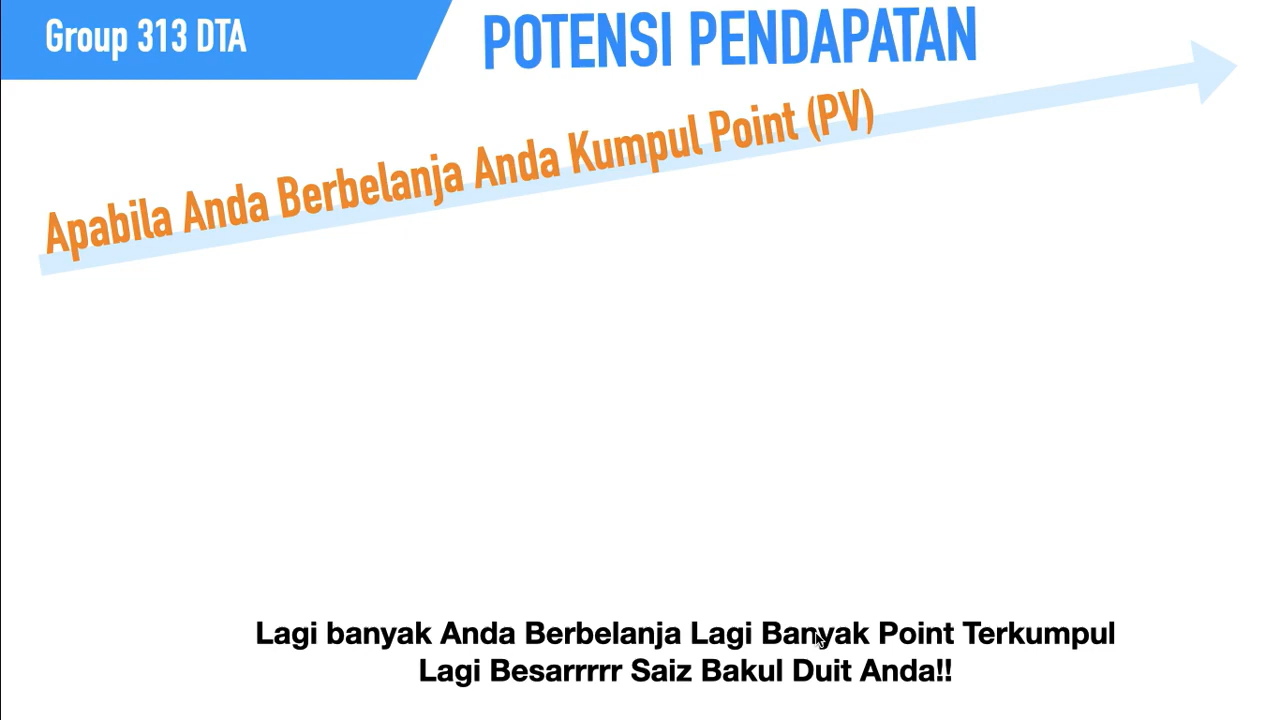 Group 313 DTA
POTENSI PENDAPATAN
Apabila Anda Berbelanja Anda Kumpul Point (PV)
Lagi banyak Anda Berbelanja Lagi Banyak Point Terkumpul
Lagi Besarrrrr Saiz Bakul Duit Anda!!